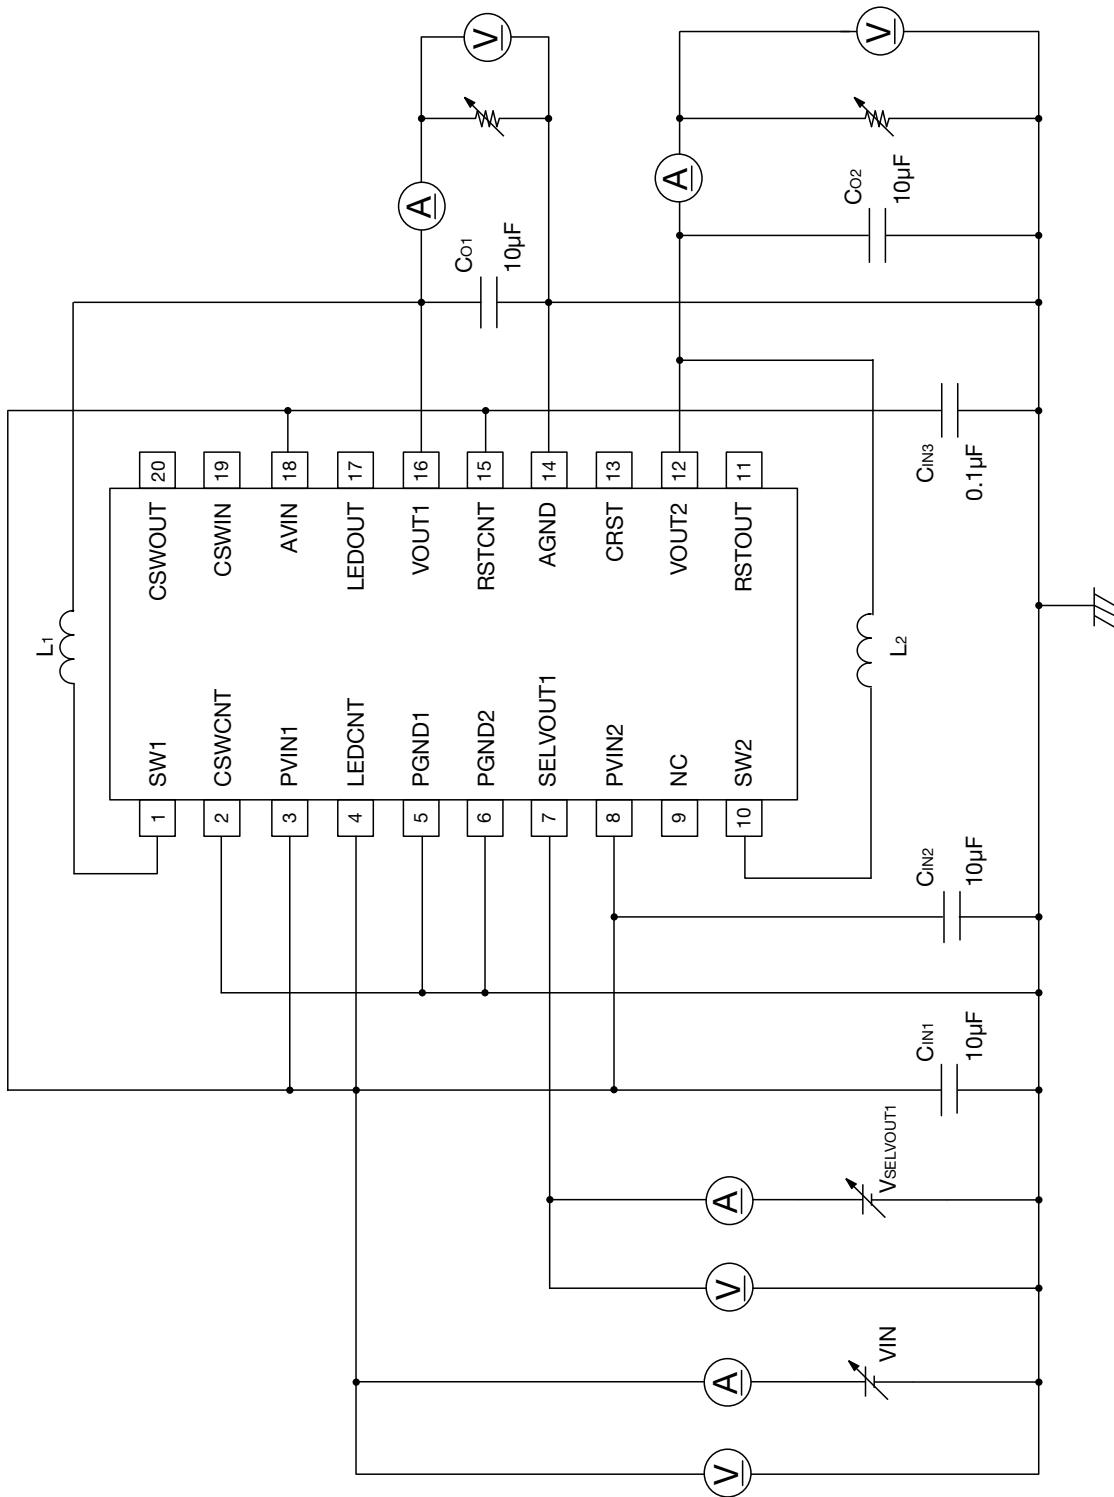 V
V
A
A
CO2
10µF
CO1
10µF
20
19
18
17
16
15
14
13
12
11
CSWOUT
CSWIN
AVIN
LEDOUT
VOUT1
RSTCNT
AGND
CRST
VOUT2
RSTOUT
CIN3
0.1µF
L1
L2
SW1
CSWCNT
PVIN1
LEDCNT
PGND1
PGND2
SELVOUT1
PVIN2
NC
SW2
1
2
3
4
5
6
7
8
9
10
CIN2
10µF
CIN1
10µF
A
VSELVOUT1
V
A
VIN
V